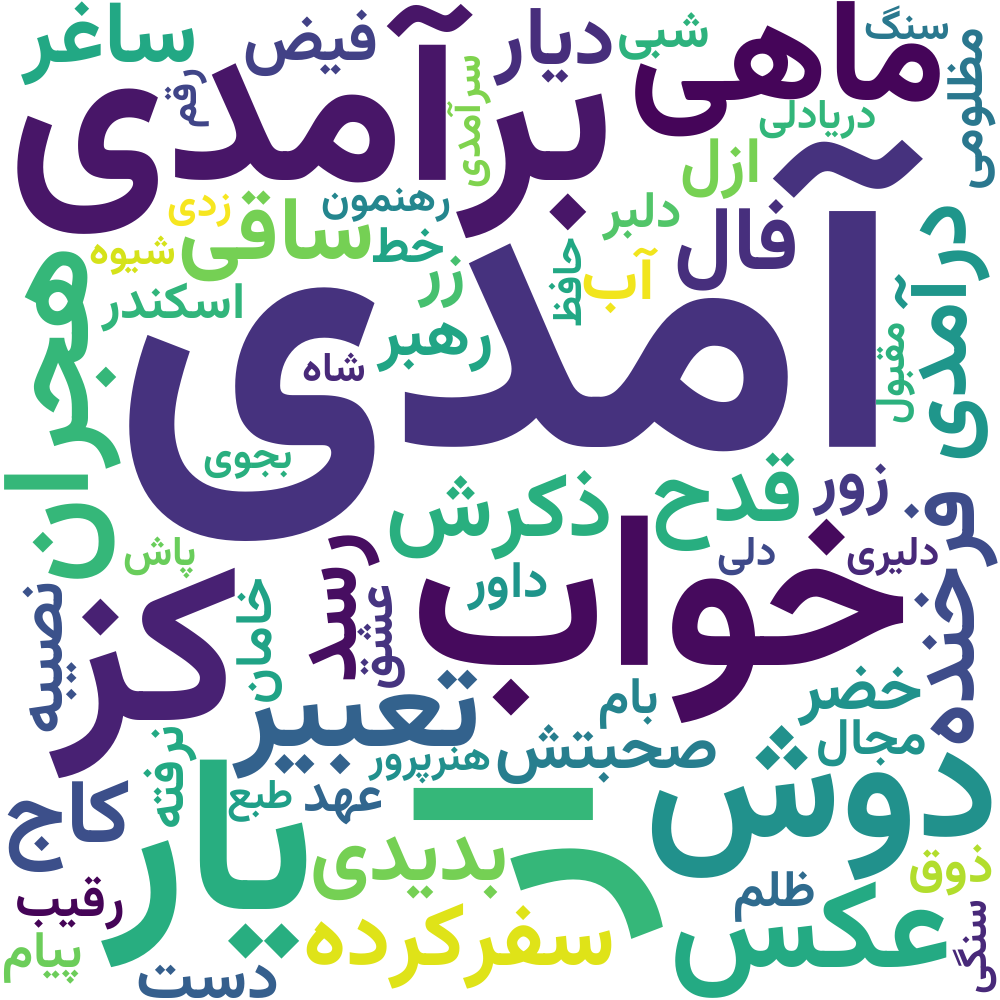 ساغر
فیض
دیار
شبی
ماهی
سنگ
مظلومی
برآمدی
رقم
سرآمدی
دریادلی
ازل
آمدی
زدی
رهنمون
دلبر
فال
درآمدی
شیوه
ساقی
خط
حافظ
آب
هجران
اسکندر
زر
رهبر
شاه
مقبول
بجوی
ذکرش
قدح
زور
فرخنده
پاش
رسد
خواب
دلی
دلیری
نصیبه
کز
خامان
عشق
داور
تعبیر
بام
خضر
صحبتش
مجال
نرفته
هنرپرور
دوش
کاج
یار
طبع
عهد
ار
بدیدی
ذوق
رقیب
سفرکرده
ظلم
عکس
سنگی
پیام
دست